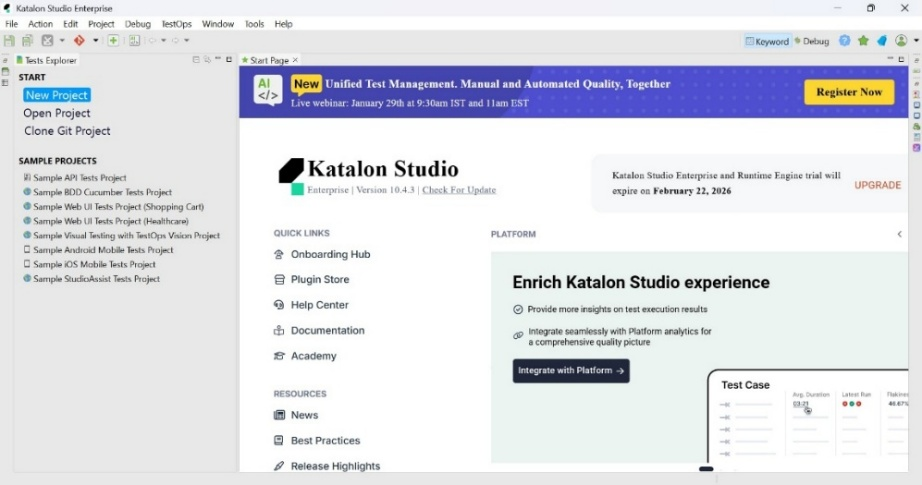 Katalon Studio Enterprise
File Action Edit Project Debug TestOps Window Tools Help
Keyword Debug
Tests Explorer
START
New Project
Open Project
Clone Git Project
SAMPLE PROJECTS
Sample API Tests Project
Sample BDD Cucumber Tests Project
Sample Web UI Tests Project (Shopping Cart)
Sample Web UI Tests Project (Healthcare)
Sample Visual Testing with TestOps Vision Project
Sample Android Mobile Tests Project
Sample iOS Mobile Tests Project
Sample StudioAssist Tests Project
Start Page
AI
</>
New Unified Test Management. Manual and Automated Quality, Together
Live webinar: January 29th at 9:30am IST and 11am EST
Register Now
Katalon Studio
Enterprise | Version 10.4.3 | Check For Update
Katalon Studio Enterprise and Runtime Engine trial will
expire on February 22, 2026
UPGRADE
QUICK LINKS
Onboarding Hub
Plugin Store
Help Center
Documentation
Academy
RESOURCES
News
Best Practices
Release Highlights
PLATFORM
Enrich Katalon Studio experience
Provide more insights on test execution results
Integrate seamlessly with Platform analytics for
a comprehensive quality picture
Integrate with Platform →
Test Case
Avg. Duration Latest Run
03:21